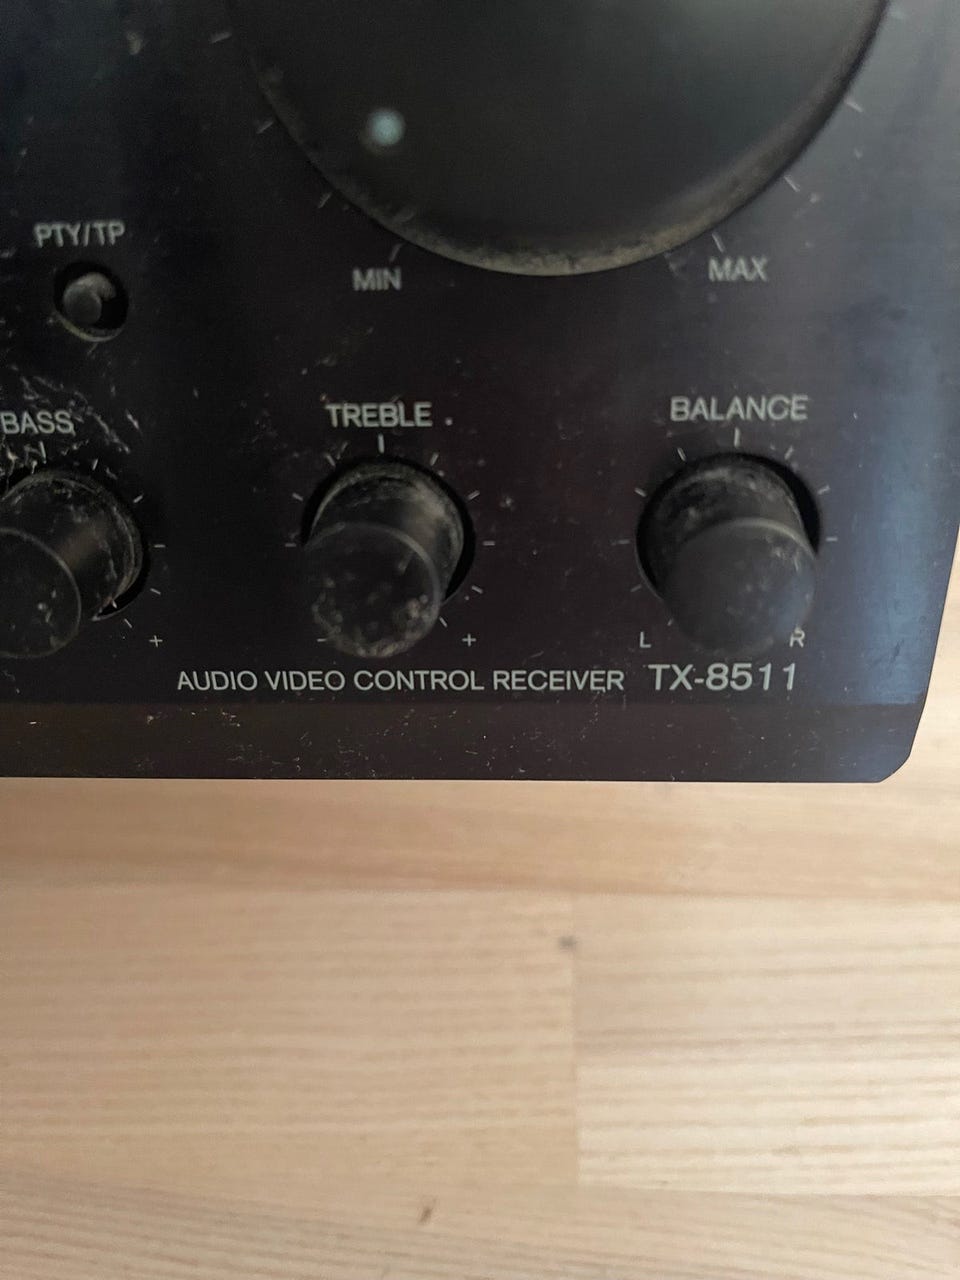 PTY/TP
MIN
MAX
BASS
TREBLE
BALANCE
+
- +
L R
AUDIO VIDEO CONTROL RECEIVER TX-8511